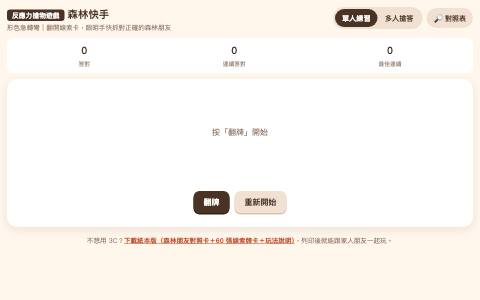 反應力撞物遊戲 森林快手
形色急轉彎｜翻開線索卡，眼明手快抓對正確的森林朋友
單人練習 多人搶答 🔎 對照表
0 0 0
答對 連續答對 最佳連續
按「翻牌」開始
翻牌 重新開始
不想用 3C？下載紙本版（森林朋友對照卡＋60 張線索牌卡＋玩法說明），列印後就能跟家人朋友一起玩。